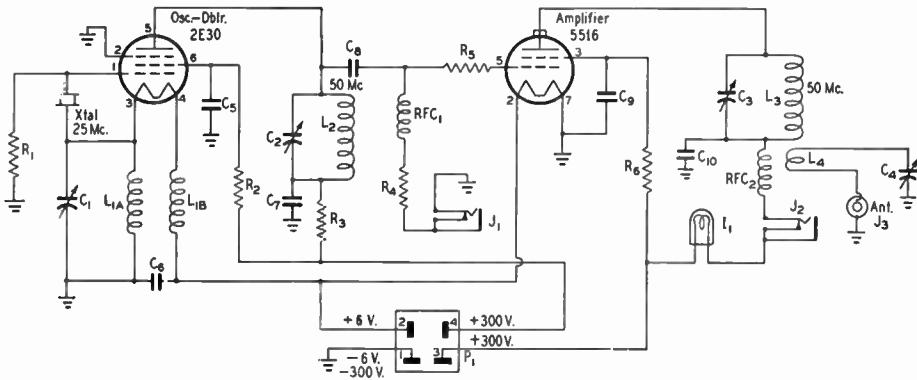 Osc.-Dblr.
2E30
Amplifier
5516
5
2
1
6
3
4
C8
50 Mc.
R5
5
3
2
7
Xtal
25 Mc.
R1
C1
L1A
L1B
C5
R2
C6
C2
L2
C7
R3
RFC1
R4
J1
C9
R6
C3
L3
50 Mc.
C10
RFC2
L4
C4
I1
J2
Ant.
J3
+6 V.
2
4
+300 V.
+300 V.
1
3
P1
-6 V.
-300 V.